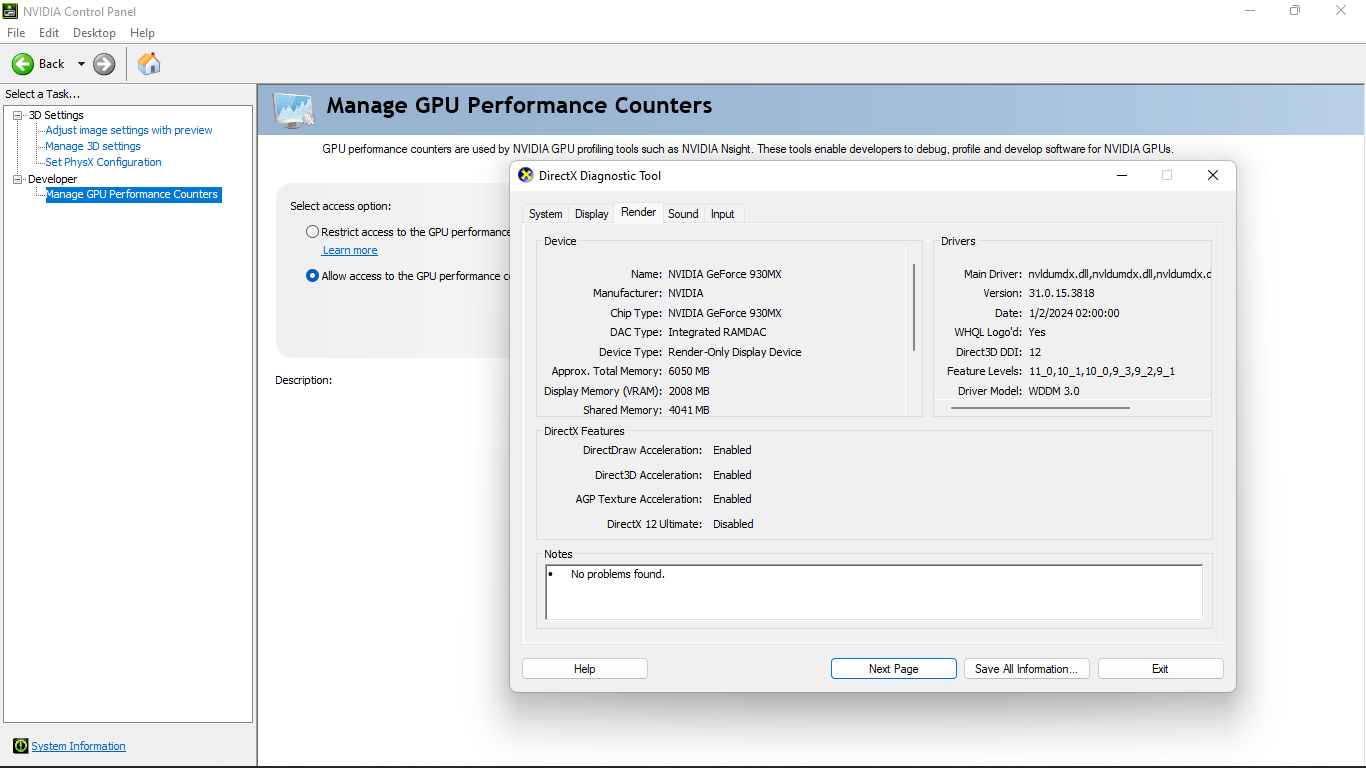 NVIDIA Control Panel
File Edit Desktop Help
Back
Select a Task...
3D Settings
Adjust image settings with preview
Manage 3D settings
Set PhysX Configuration
Developer
Manage GPU Performance Counters
System Information
Manage GPU Performance Counters
GPU performance counters are used by NVIDIA GPU profiling tools such as NVIDIA Nsight. These tools enable developers to debug, profile and develop software for NVIDIA GPUs.
Select access option:
Restrict access to the GPU performance
Learn more
Allow access to the GPU performance c
Description:
DirectX Diagnostic Tool
System Display Render Sound Input
Device
Name: NVIDIA GeForce 930MX
Manufacturer: NVIDIA
Chip Type: NVIDIA GeForce 930MX
DAC Type: Integrated RAMDAC
Device Type: Render-Only Display Device
Approx. Total Memory: 6050 MB
Display Memory (VRAM): 2008 MB
Shared Memory: 4041 MB
Drivers
Main Driver: nvldumdx.dll,nvldumdx.dll,nvldumdx.d
Version: 31.0.15.3818
Date: 1/2/2024 02:00:00
WHQL Logo'd: Yes
Direct3D DDI: 12
Feature Levels: 11_0,10_1,10_0,9_3,9_2,9_1
Driver Model: WDDM 3.0
DirectX Features
DirectDraw Acceleration: Enabled
Direct3D Acceleration: Enabled
AGP Texture Acceleration: Enabled
DirectX 12 Ultimate: Disabled
Notes
• No problems found.
Help Next Page Save All Information... Exit